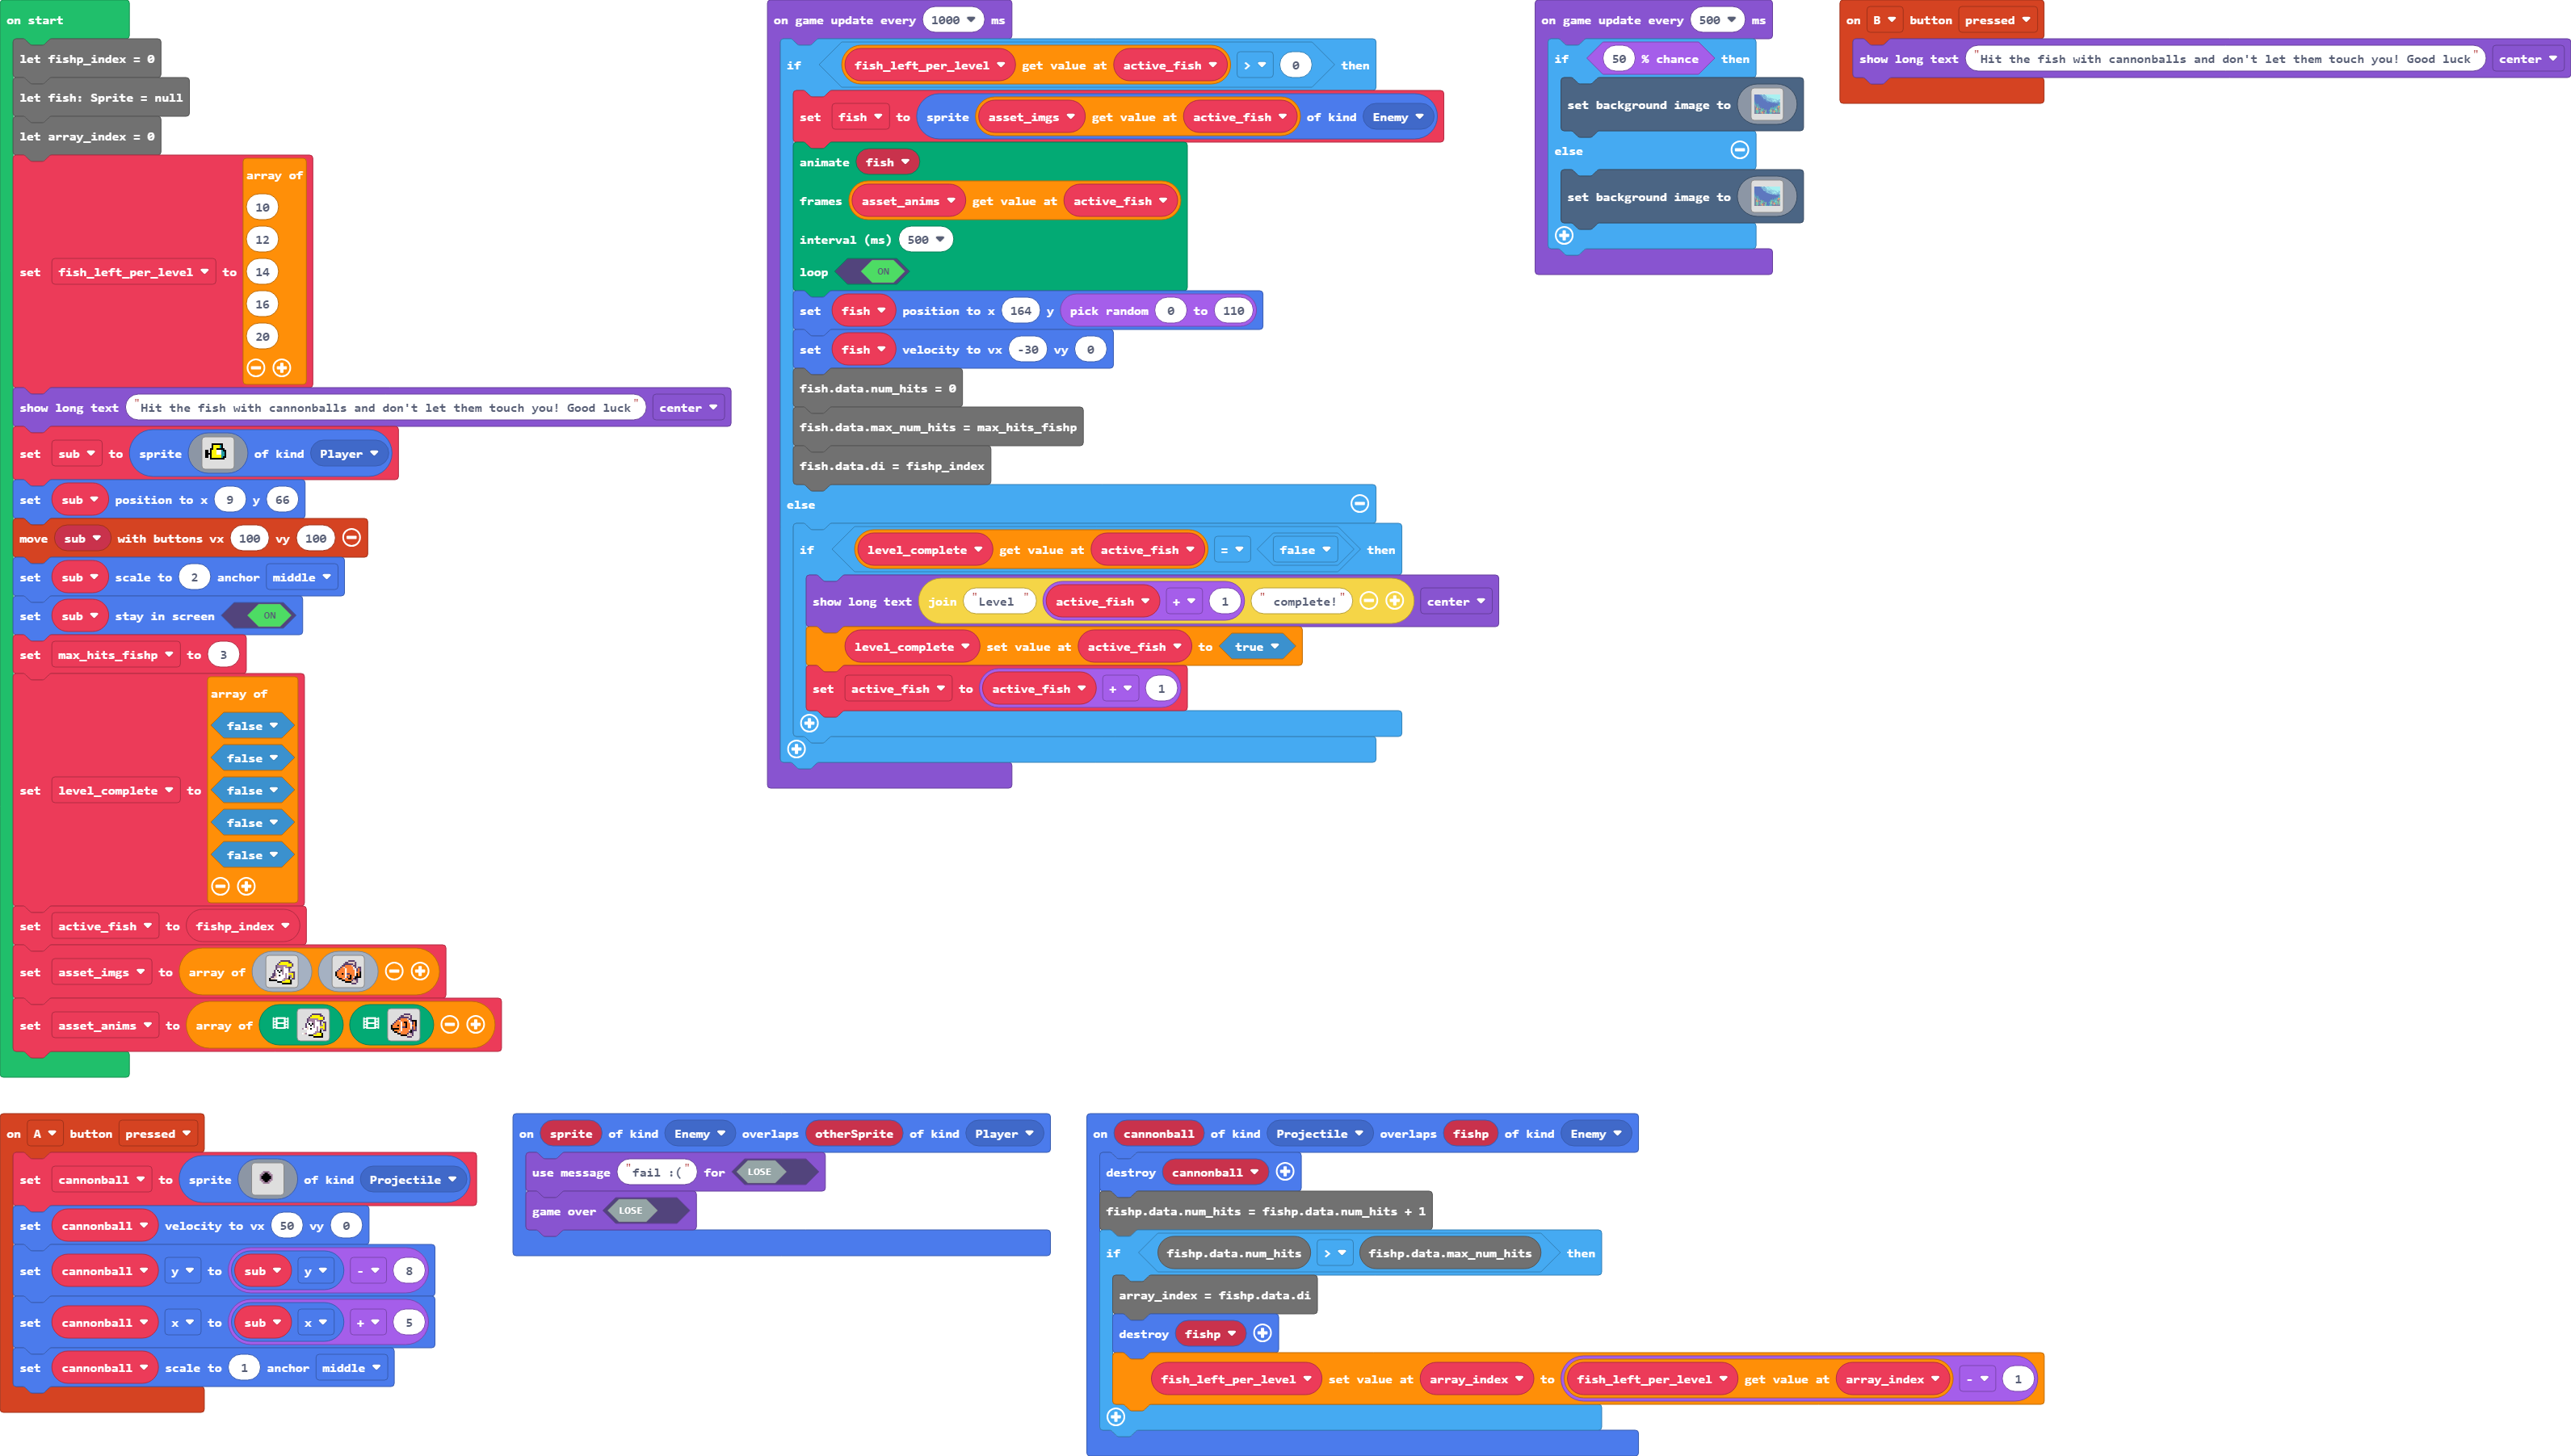 on start
let fishp_index = 0
let fish: Sprite = null
let array_index = 0
set fish_left_per_level to array of
10
12
14
16
20
show long text "Hit the fish with cannonballs and don't let them touch you! Good luck" center
set sub to sprite of kind Player
set sub position to x 9 y 66
move sub with buttons vx 100 vy 100
set sub scale to 2 anchor middle
set sub stay in screen ON
set max_hits_fishp to 3
set level_complete to array of
false
false
false
false
false
set active_fish to fishp_index
set asset_imgs to array of
set asset_anims to array of
on game update every 1000 ms
if fish_left_per_level get value at active_fish > 0 then
set fish to sprite asset_imgs get value at active_fish of kind Enemy
animate fish
frames asset_anims get value at active_fish
interval (ms) 500
loop ON
set fish position to x 164 y pick random 0 to 110
set fish velocity to vx -30 vy 0
fish.data.num_hits = 0
fish.data.max_num_hits = max_hits_fishp
fish.data.di = fishp_index
else
if level_complete get value at active_fish = false then
show long text join "Level " active_fish + 1 " complete!" center
level_complete set value at active_fish to true
set active_fish to active_fish + 1
on game update every 500 ms
if 50 % chance then
set background image to
else
set background image to
on B button pressed
show long text "Hit the fish with cannonballs and don't let them touch you! Good luck" center
on A button pressed
set cannonball to sprite of kind Projectile
set cannonball velocity to vx 50 vy 0
set cannonball y to sub y - 8
set cannonball x to sub x + 5
set cannonball scale to 1 anchor middle
on sprite of kind Enemy overlaps otherSprite of kind Player
use message "fail :(" for LOSE
game over LOSE
on cannonball of kind Projectile overlaps fishp of kind Enemy
destroy cannonball
fishp.data.num_hits = fishp.data.num_hits + 1
if fishp.data.num_hits > fishp.data.max_num_hits then
array_index = fishp.data.di
destroy fishp
fish_left_per_level set value at array_index to fish_left_per_level get value at array_index - 1